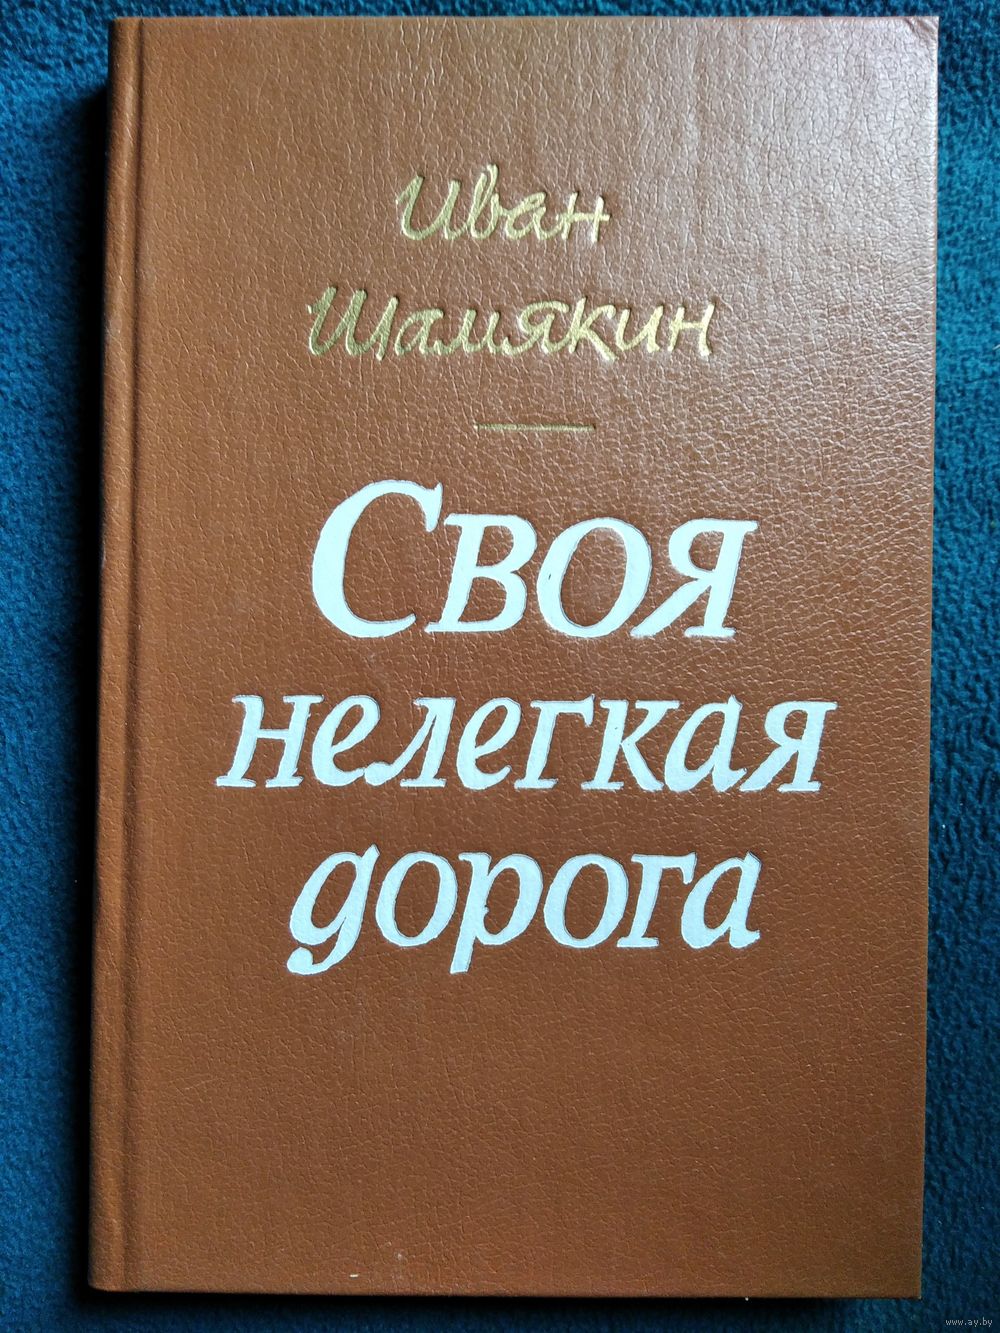 Иван
Шамякин
Своя
нелегкая
дорога
www.ay.by